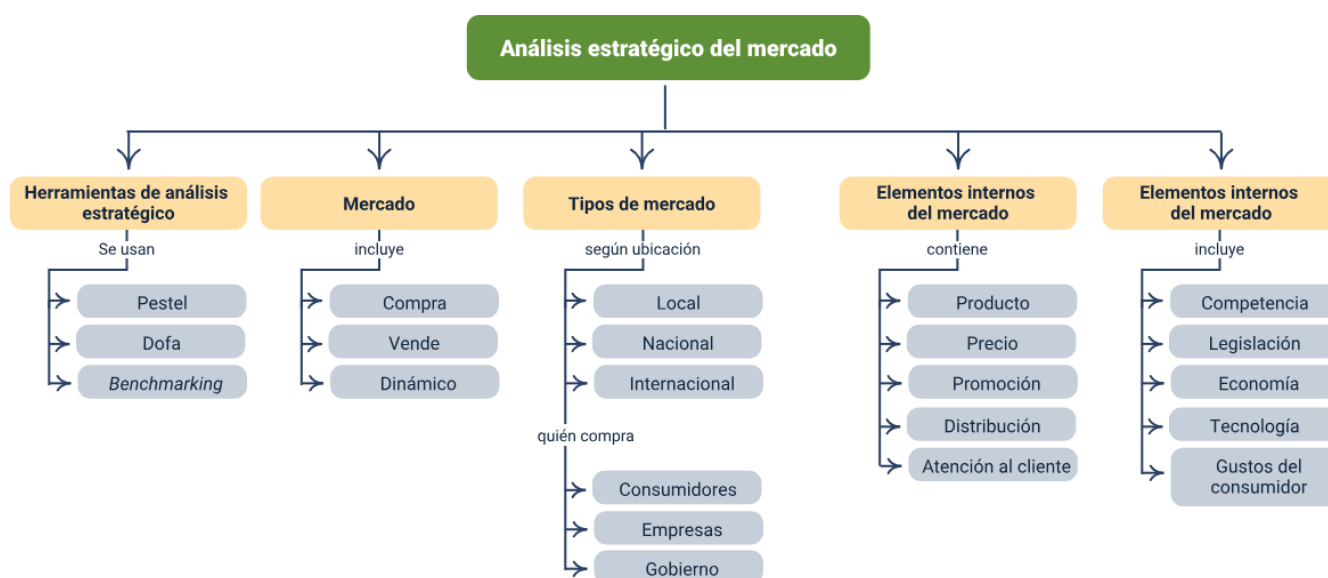 Análisis estratégico del mercado
Herramientas de análisis
estratégico
Se usan
Pestel
Dofa
Benchmarking
Mercado
incluye
Compra
Vende
Dinámico
Tipos de mercado
según ubicación
Local
Nacional
Internacional
quién compra
Consumidores
Empresas
Gobierno
Elementos internos
del mercado
contiene
Producto
Precio
Promoción
Distribución
Atención al cliente
Elementos internos
del mercado
incluye
Competencia
Legislación
Economía
Tecnología
Gustos del
consumidor